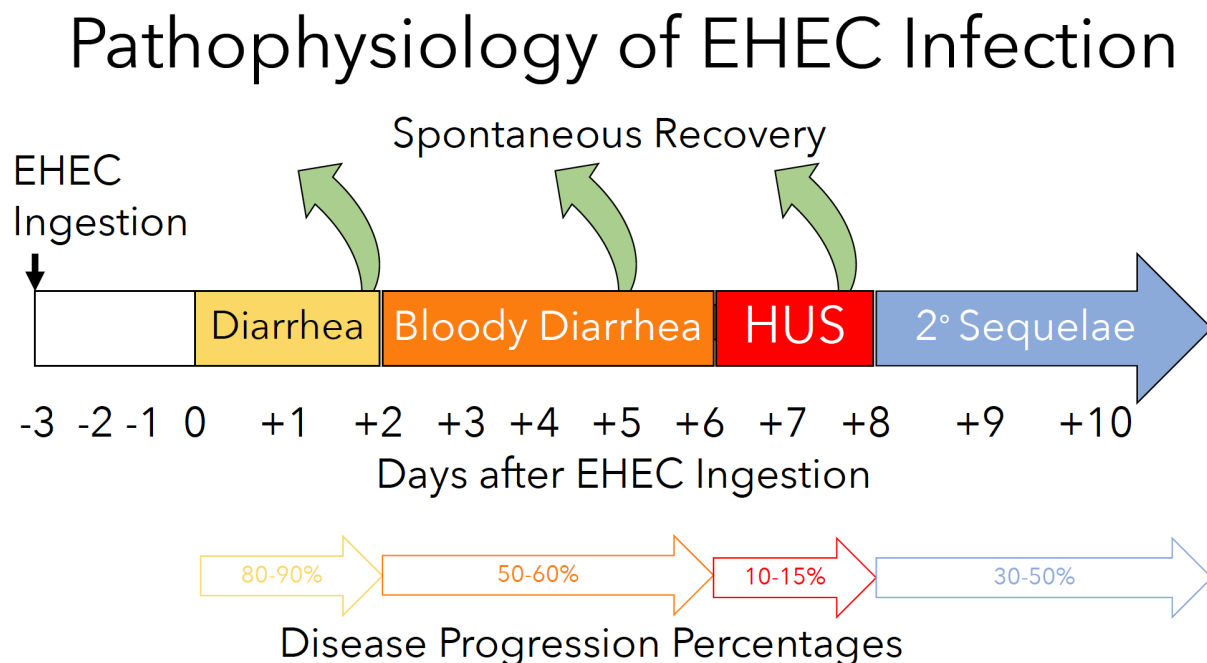 Pathophysiology of EHEC Infection
Spontaneous Recovery
EHEC
Ingestion
Diarrhea
Bloody Diarrhea
HUS
2° Sequelae
-3 -2 -1 0 +1 +2 +3 +4 +5 +6 +7 +8 +9 +10
Days after EHEC Ingestion
80-90%
50-60%
10-15%
30-50%
Disease Progression Percentages